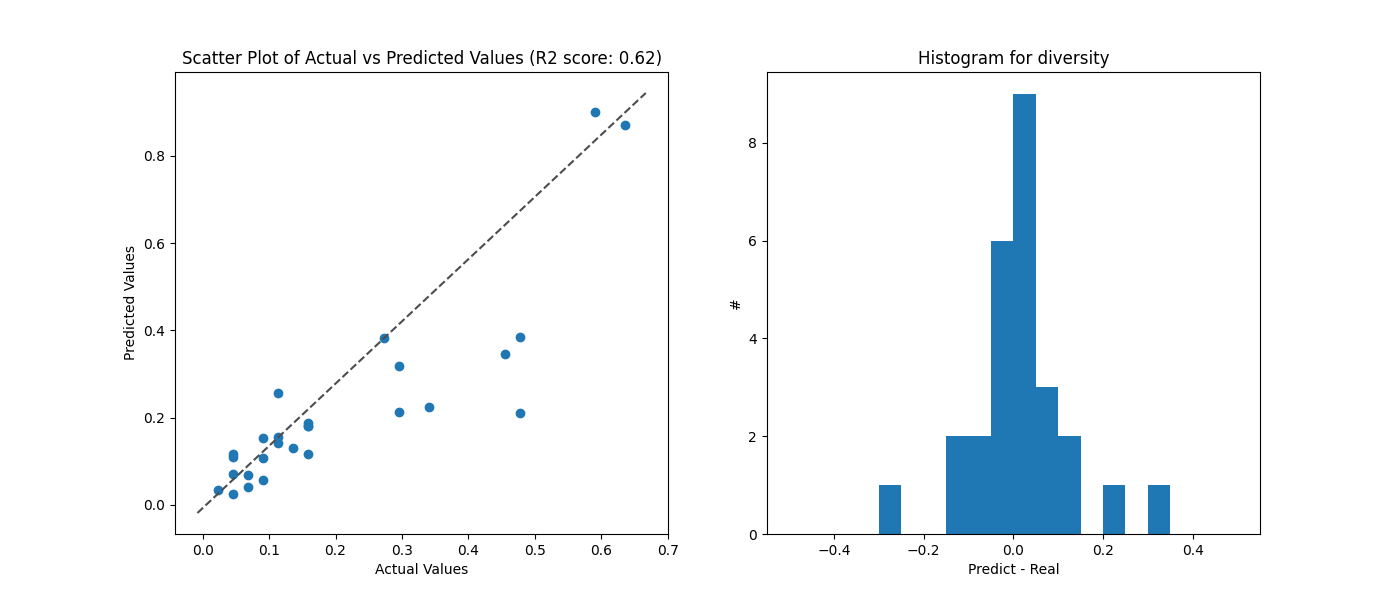 Scatter Plot of Actual vs Predicted Values (R2 score: 0.62)
Predicted Values
0.8
0.6
0.4
0.2
0.0
0.0 0.1 0.2 0.3 0.4 0.5 0.6 0.7
Actual Values
Histogram for diversity
#
8
6
4
2
0
−0.4 −0.2 0.0 0.2 0.4
Predict - Real